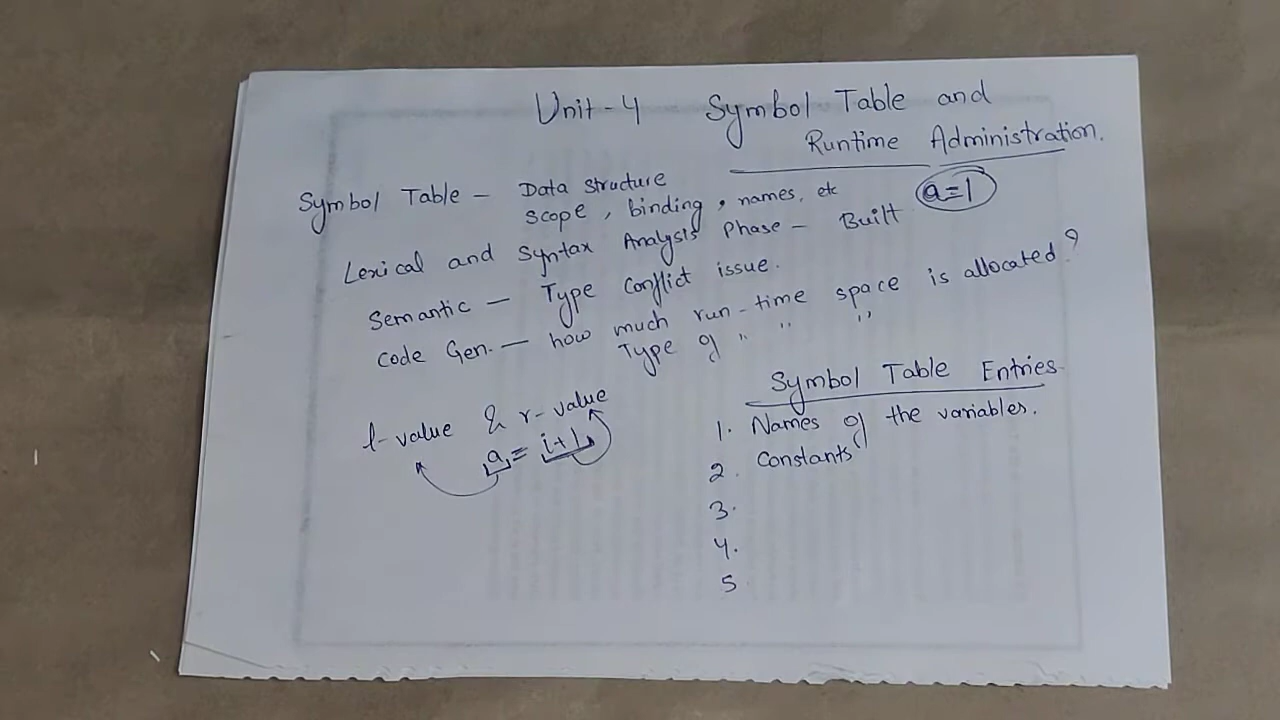 Unit-4 Symbol Table and
Runtime Administration.
Symbol Table - Data structure
scope, binding, names, etc
a=1
Lexical and Syntax Analysis Phase - Built
Semantic - Type Conflict issue.
Code Gen. - how much run-time space is allocated?
Type of " " "
l-value & r-value
a = i+1
Symbol Table Entries
1. Names of the variables.
2. Constants
3.
4.
5